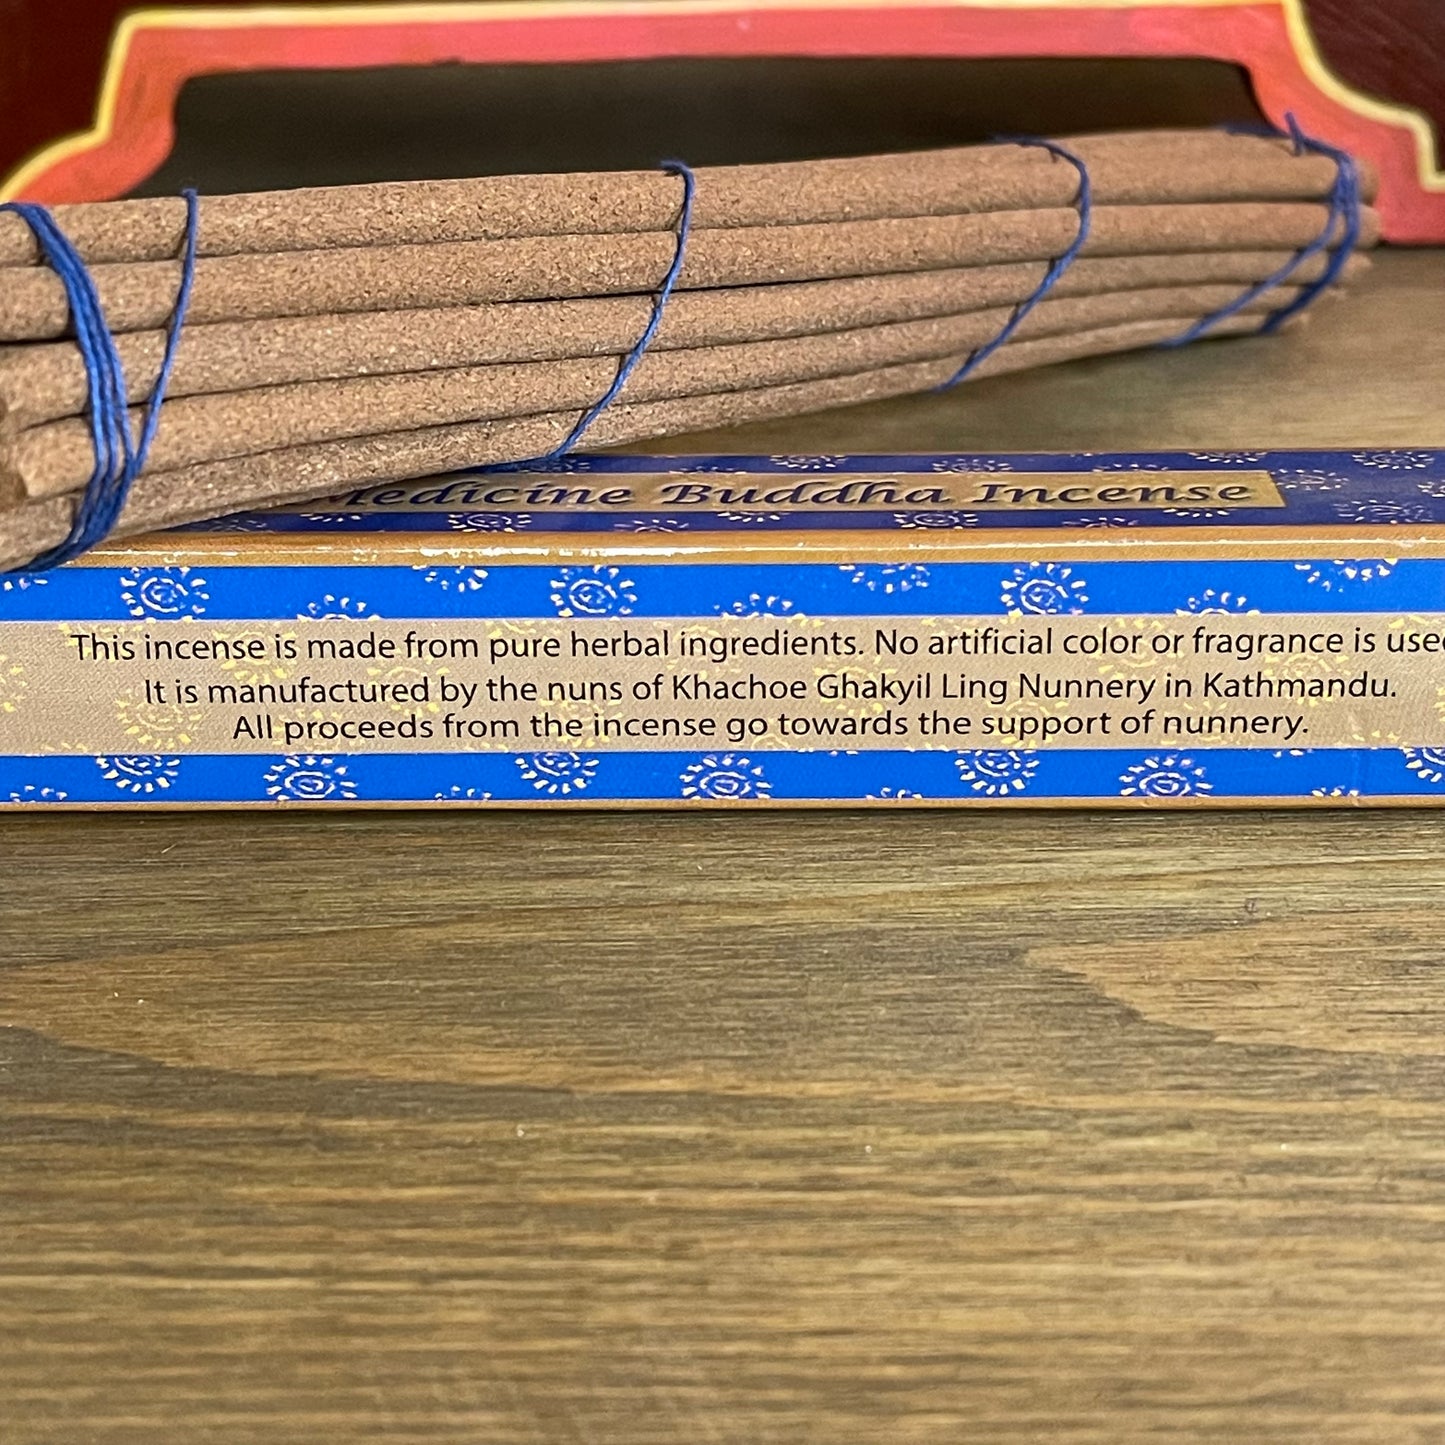 Medicine Buddha Incense
This incense is made from pure herbal ingredients. No artificial color or fragrance is used
It is manufactured by the nuns of Khachoe Ghakyil Ling Nunnery in Kathmandu.
All proceeds from the incense go towards the support of nunnery.